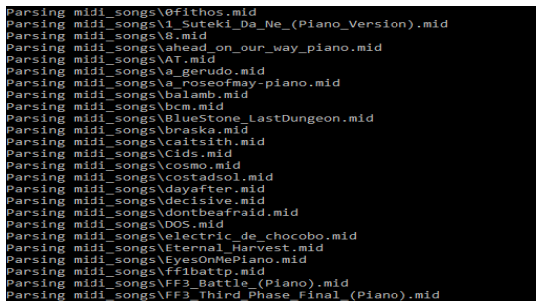 Parsing midi_songs\0fithos.mid
Parsing midi_songs\1_Suteki_Da_Ne_(Piano_Version).mid
Parsing midi_songs\8.mid
Parsing midi_songs\ahead_on_our_way_piano.mid
Parsing midi_songs\AT.mid
Parsing midi_songs\a_gerudo.mid
Parsing midi_songs\a_roseofmay-piano.mid
Parsing midi_songs\balamb.mid
Parsing midi_songs\bcm.mid
Parsing midi_songs\BlueStone_LastDungeon.mid
Parsing midi_songs\braska.mid
Parsing midi_songs\caitsith.mid
Parsing midi_songs\Cids.mid
Parsing midi_songs\cosmo.mid
Parsing midi_songs\costadsol.mid
Parsing midi_songs\dayafter.mid
Parsing midi_songs\decisive.mid
Parsing midi_songs\dontbeafraid.mid
Parsing midi_songs\DOS.mid
Parsing midi_songs\electric_de_chocobo.mid
Parsing midi_songs\Eternal_Harvest.mid
Parsing midi_songs\EyesOnMePiano.mid
Parsing midi_songs\ff1battp.mid
Parsing midi_songs\FF3_Battle_(Piano).mid
Parsing midi_songs\FF3_Third_Phase_Final_(Piano).mid